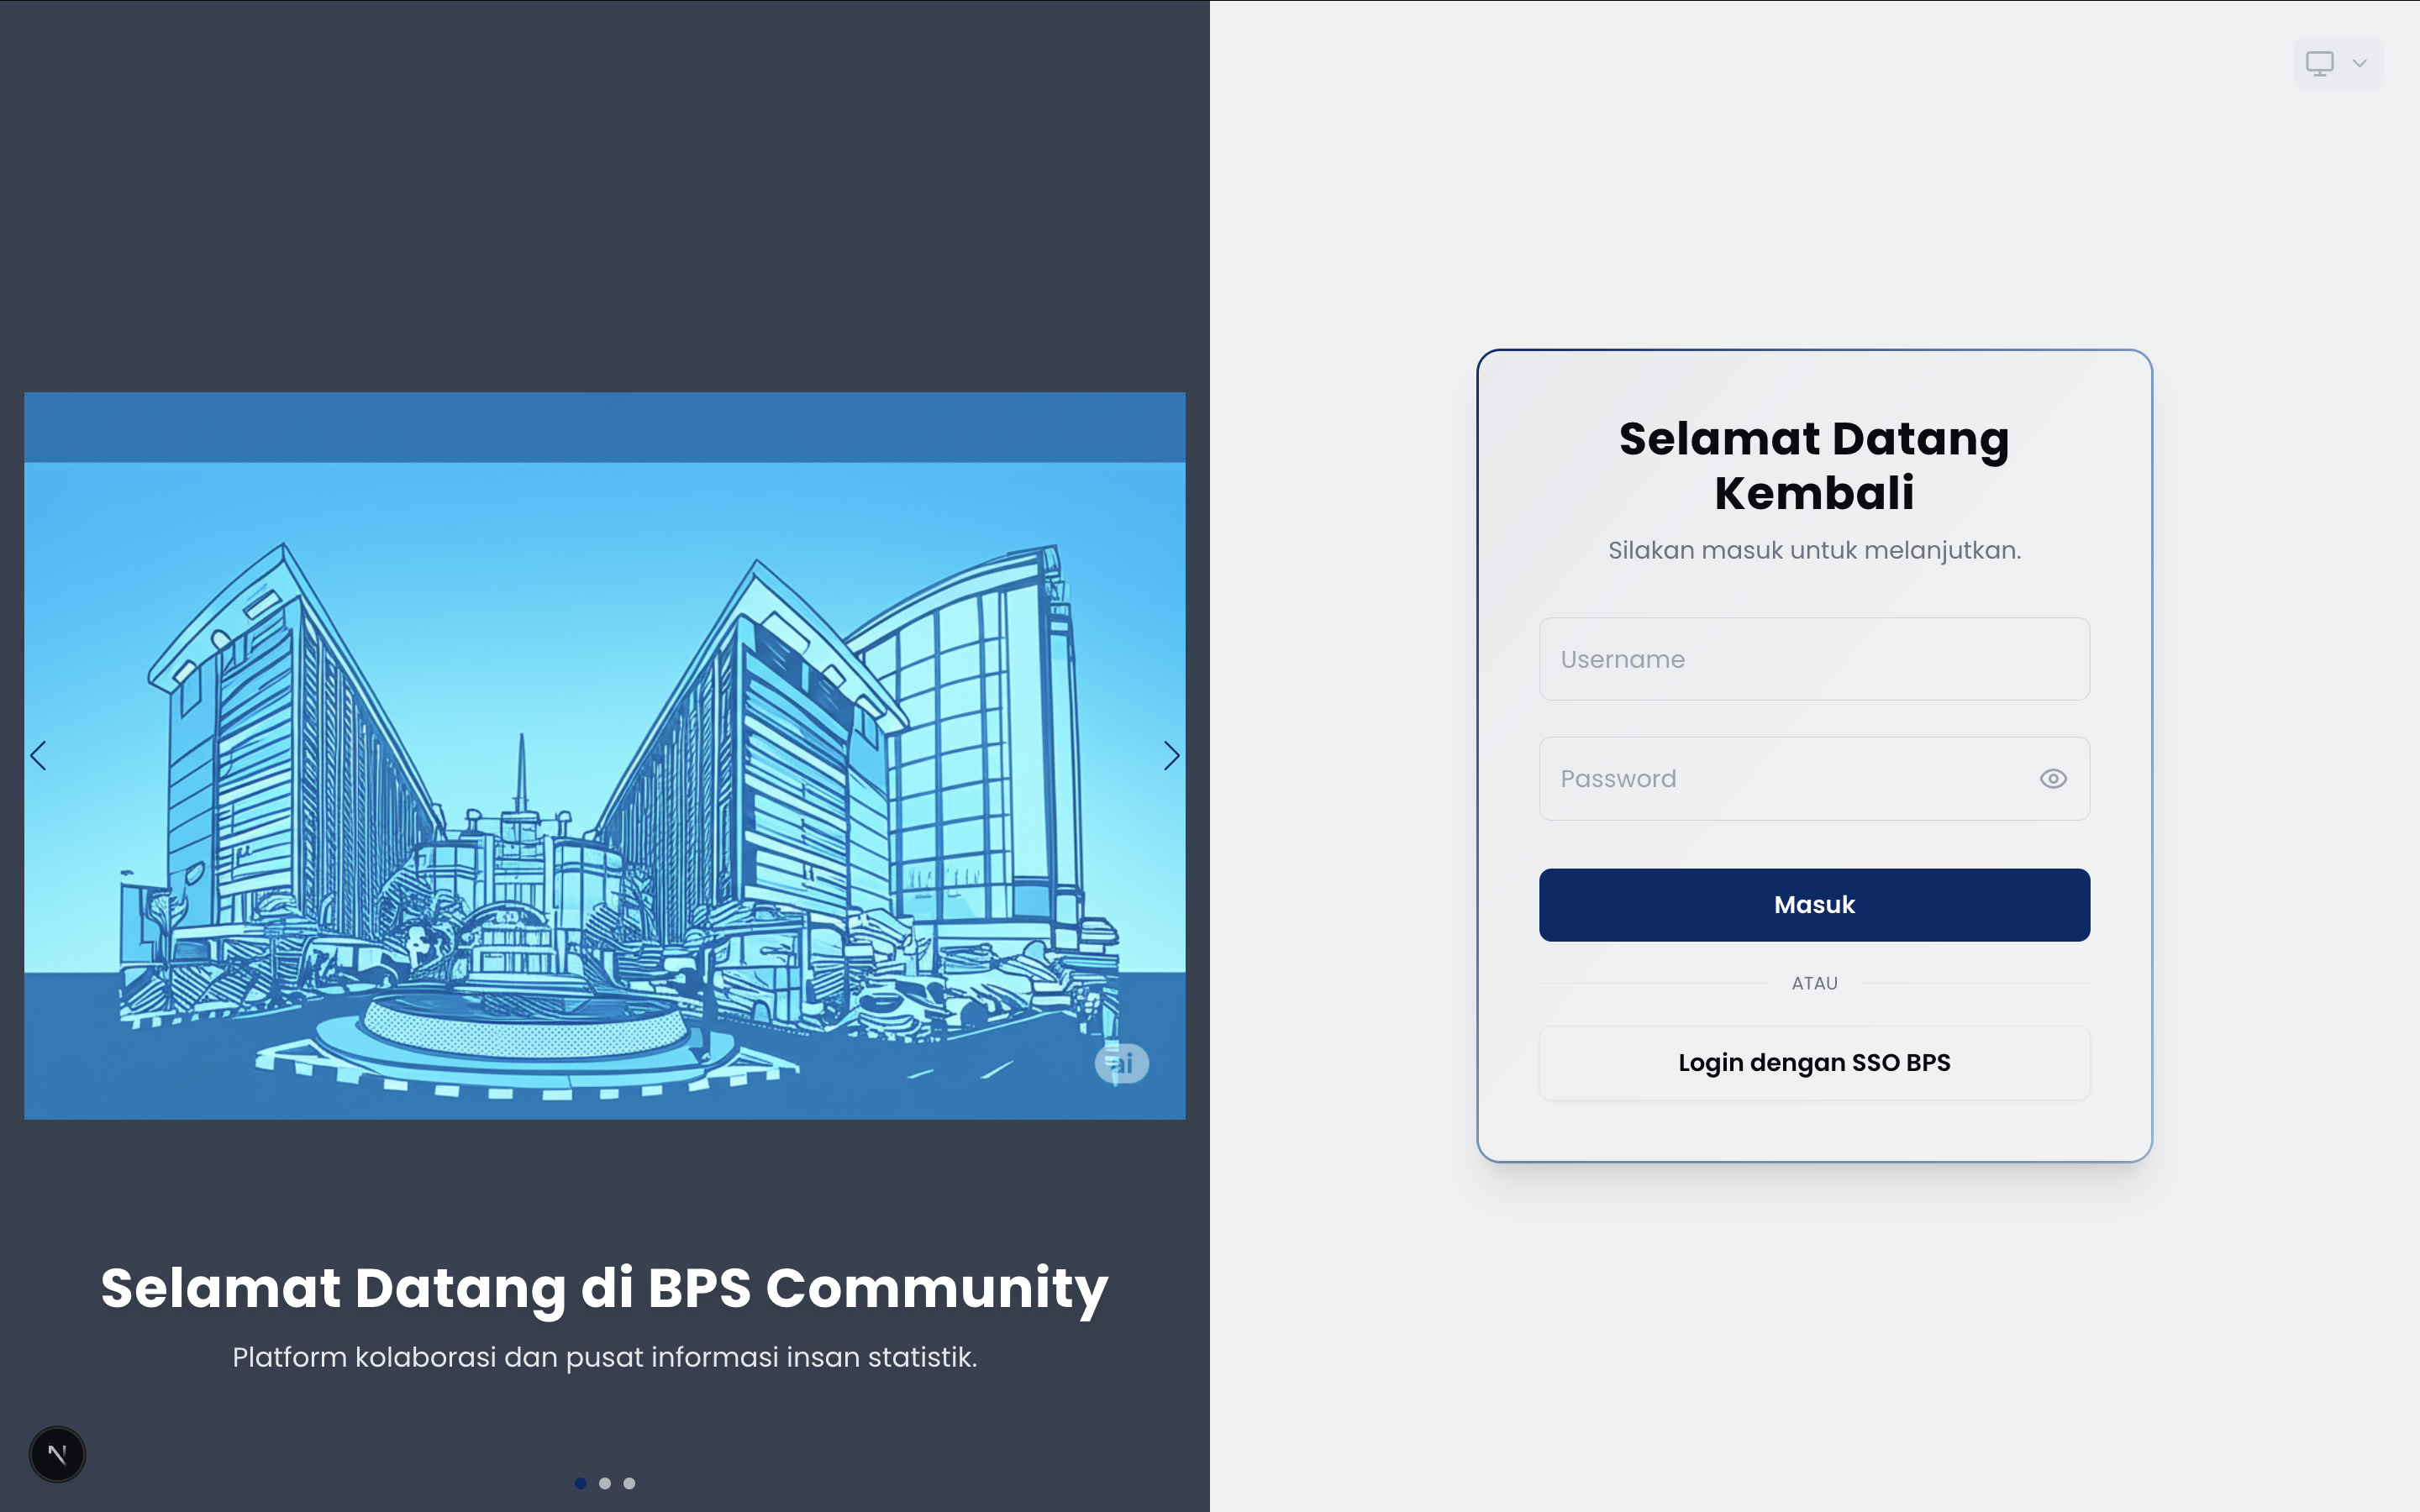 ai
Selamat Datang di BPS Community
Platform kolaborasi dan pusat informasi insan statistik.
N
Selamat Datang
Kembali
Silakan masuk untuk melanjutkan.
Username
Password
Masuk
ATAU
Login dengan SSO BPS